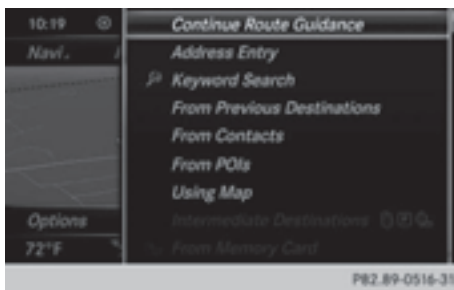 10:19
Continue Route Guidance
Navi.
Address Entry
Keyword Search
From Previous Destinations
From Contacts
From POIs
Using Map
Options
Intermediate Destinations
72°F
From Memory Card
P82.89-0516-31